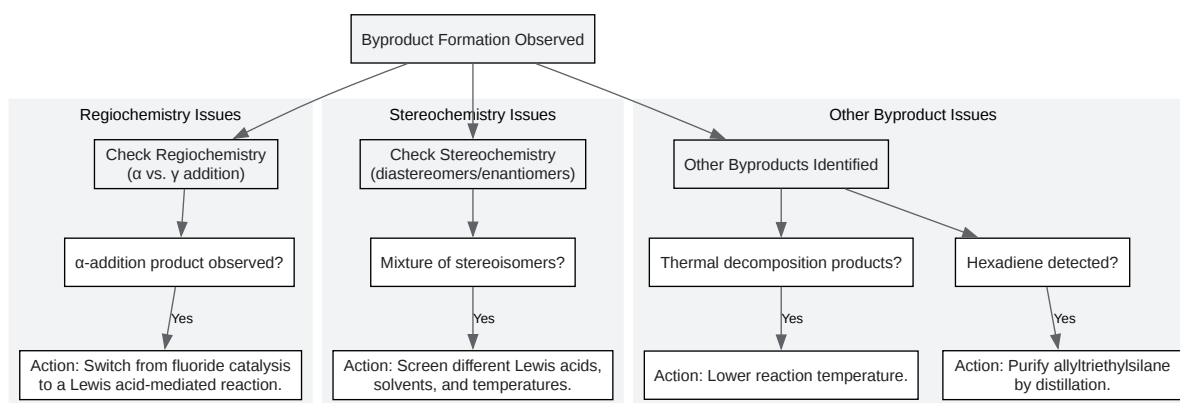 Byproduct Formation Observed
Regiochemistry Issues
Stereochemistry Issues
Other Byproduct Issues
Check Regiochemistry
(α vs. γ addition)
Check Stereochemistry
(diastereomers/enantiomers)
Other Byproducts Identified
α-addition product observed?
Mixture of stereoisomers?
Thermal decomposition products?
Hexadiene detected?
Yes
Yes
Yes
Yes
Action: Switch from fluoride catalysis
to a Lewis acid-mediated reaction.
Action: Screen different Lewis acids,
solvents, and temperatures.
Action: Lower reaction temperature.
Action: Purify allyltriethylsilane
by distillation.